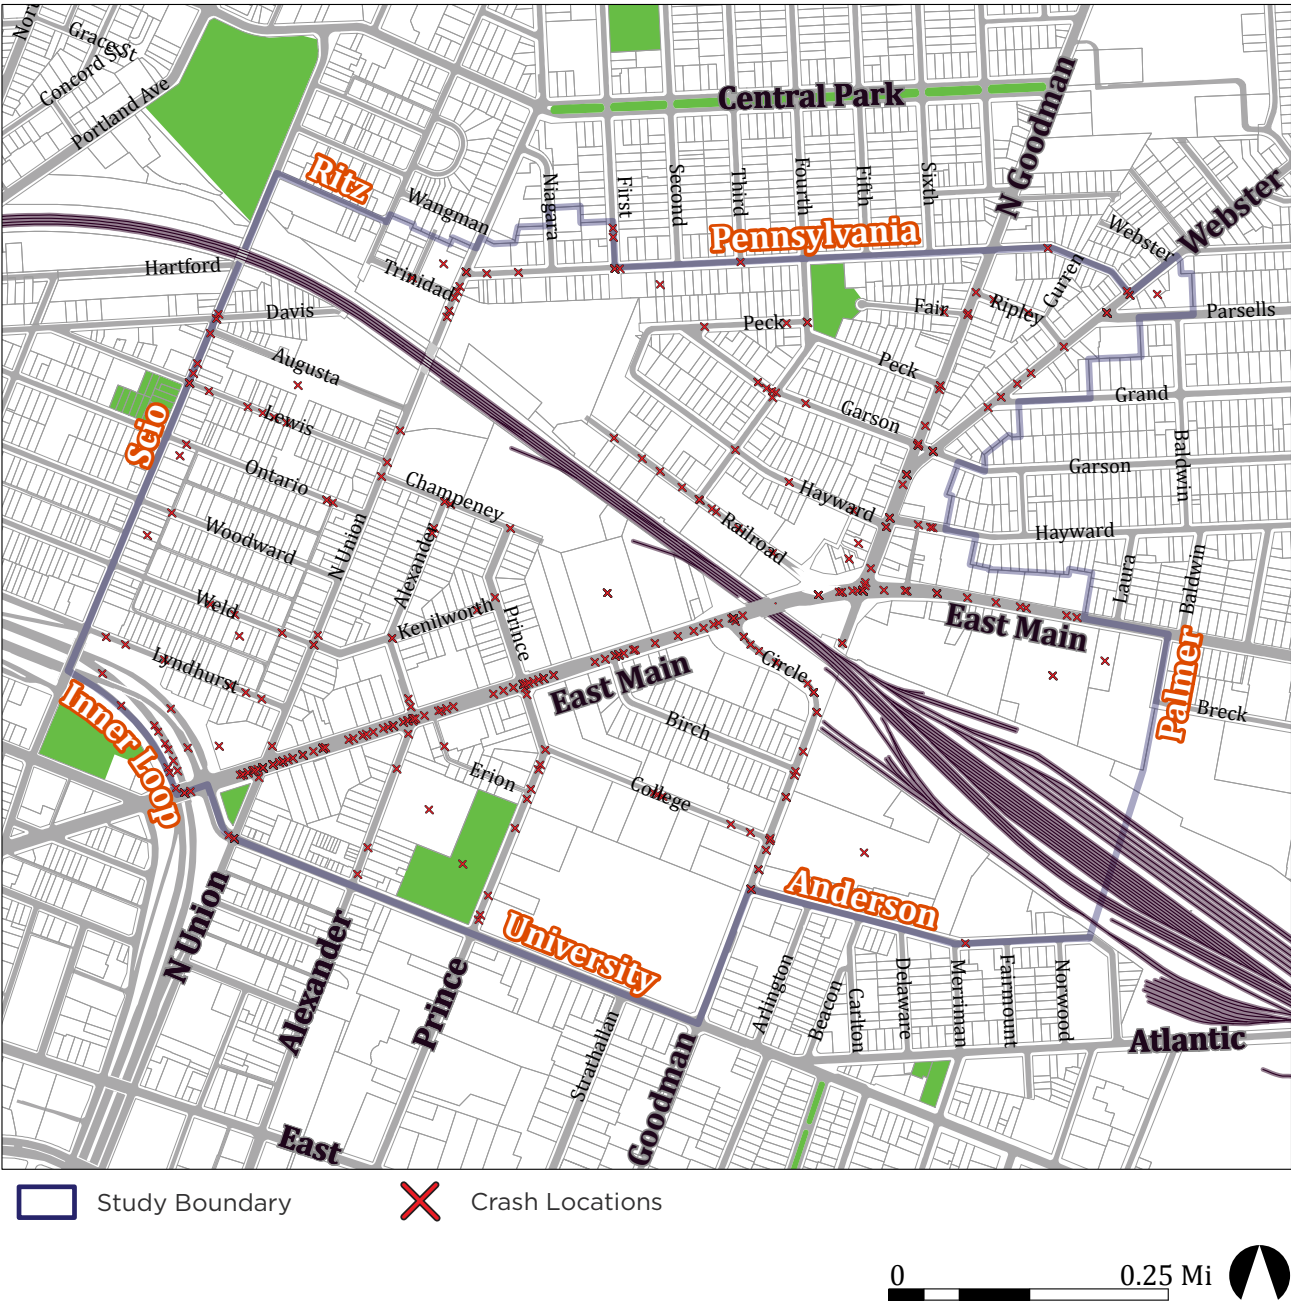 Nor
Grace St
Concord St
Portland Ave
Central Park
N Goodman
Ritz
Wangman
Niagara
First
Second
Third
Fourth
Fifth
Sixth
Pennsylvania
Webster
Webster
Hartford
Trinidad
Curren
Davis
Peck
Fair
Ripley
Parsells
Augusta
Peck
Grand
Scio
Lewis
Garson
Baldwin
Garson
Ontario
Champeney
Hayward
Hayward
Woodward
N Union
Alexander
Railroad
Laura
Baldwin
Weld
Kenilworth
Prince
East Main
Lyndhurst
East Main
Circle
Palmer
Inner Loop
Birch
Breck
Erion
College
Anderson
University
N Union
Alexander
Prince
Arlington
Beacon
Carlton
Delaware
Merriman
Fairmount
Norwood
Strathallan
Goodman
Atlantic
East
Study Boundary
Crash Locations
0
0.25 Mi